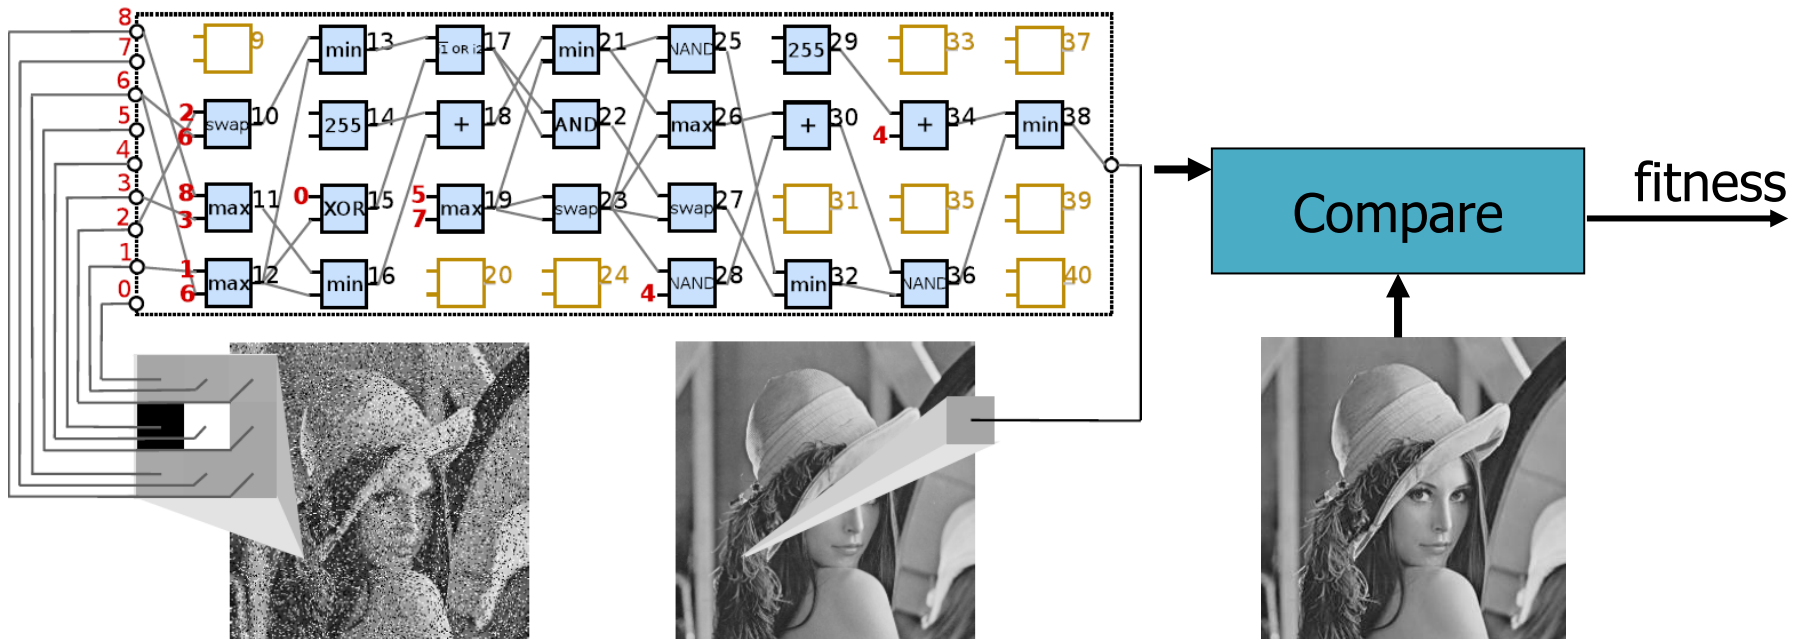 8
7
6
5
4
3
2
1
0
9
min 13
i1 OR i2 17
min 21
NAND 25
255 29
33
37
2
6
swap 10
255 14
+ 18
AND 22
max 26
+ 30
4
+ 34
min 38
8
3
max 11
0
XOR 15
5
7
max 19
swap 23
swap 27
31
35
39
1
6
max 12
min 16
20
24
4
NAND 28
min 32
NAND 36
40
Compare
fitness